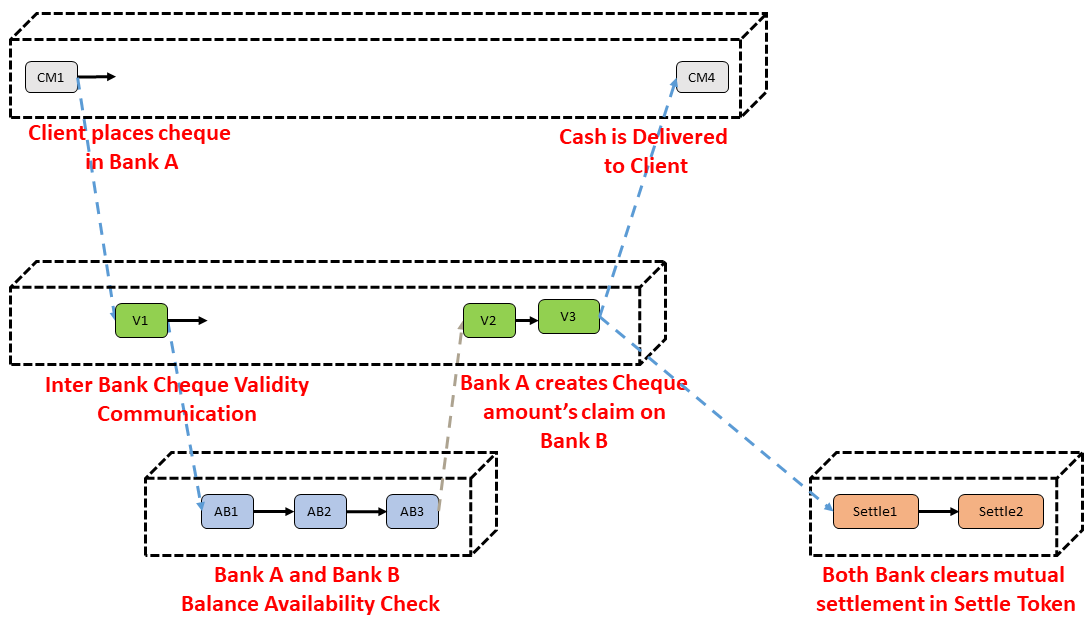 CM1
CM4
Client places cheque
in Bank A
Cash is Delivered
to Client
V1
V2
V3
Inter Bank Cheque Validity
Communication
Bank A creates Cheque
amount's claim on
Bank B
AB1
AB2
AB3
Settle1
Settle2
Bank A and Bank B
Balance Availability Check
Both Bank clears mutual
settlement in Settle Token